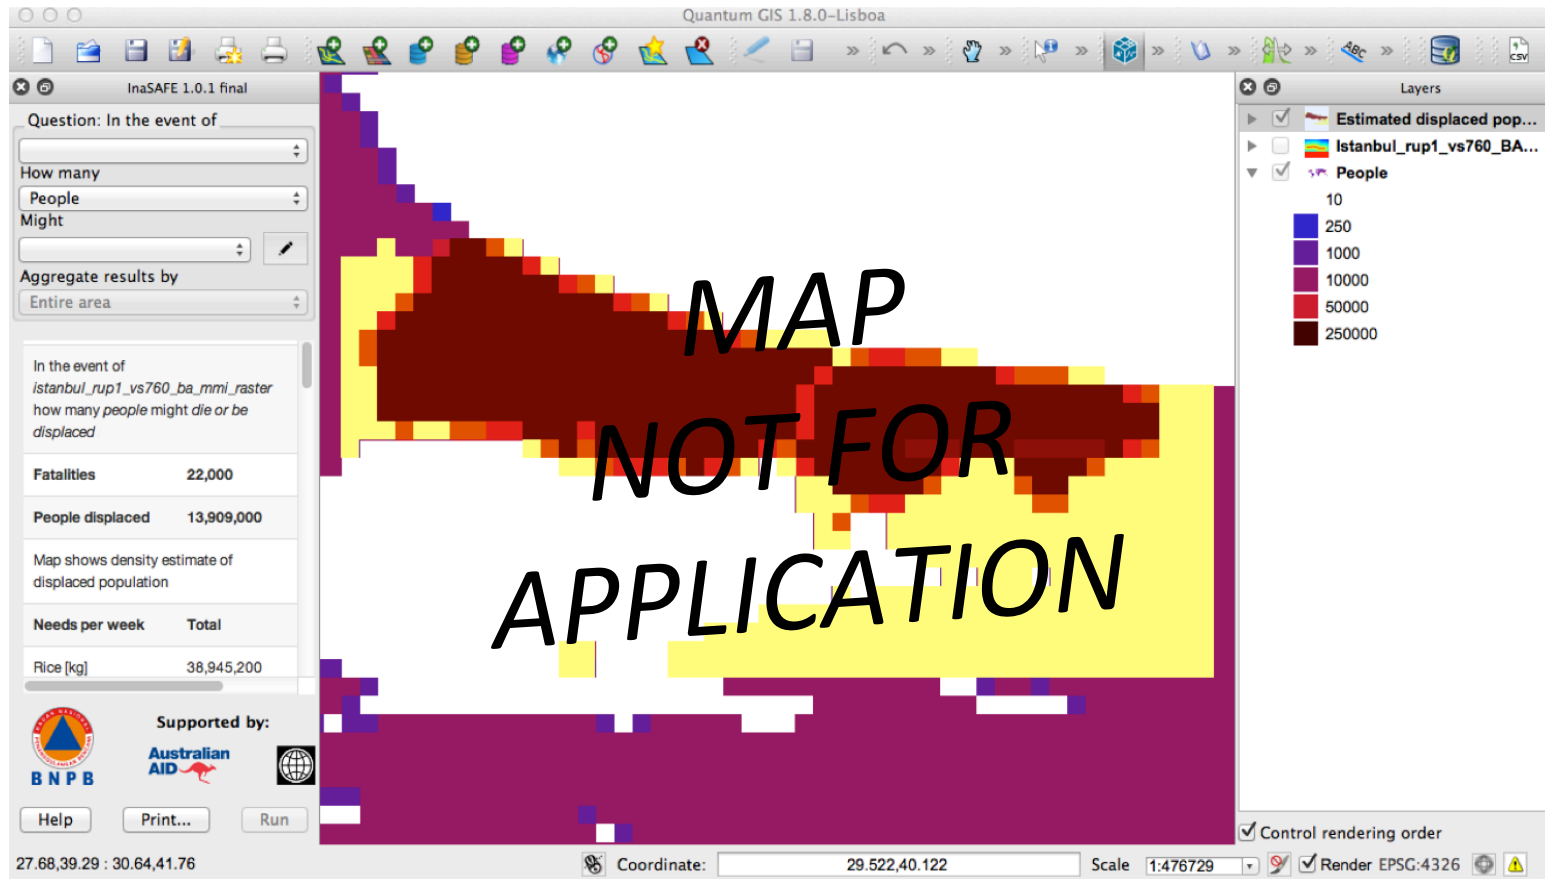 Quantum GIS 1.8.0-Lisboa
ABC
CSV
InaSAFE 1.0.1 final
Question: In the event of
How many
People
Might
Aggregate results by
Entire area
In the event of
istanbul_rup1_vs760_ba_mmi_raster
how many people might die or be
displaced
Fatalities 22,000
People displaced 13,909,000
Map shows density estimate of
displaced population
Needs per week Total
Rice [kg] 38,945,200
Supported by:
BNPB
Australian
AID
Help Print... Run
MAP
NOT FOR
APPLICATION
Layers
Estimated displaced pop...
Istanbul_rup1_vs760_BA...
People
10
250
1000
10000
50000
250000
Control rendering order
27.68,39.29 : 30.64,41.76 Coordinate: 29.522,40.122 Scale 1:476729 Render EPSG:4326